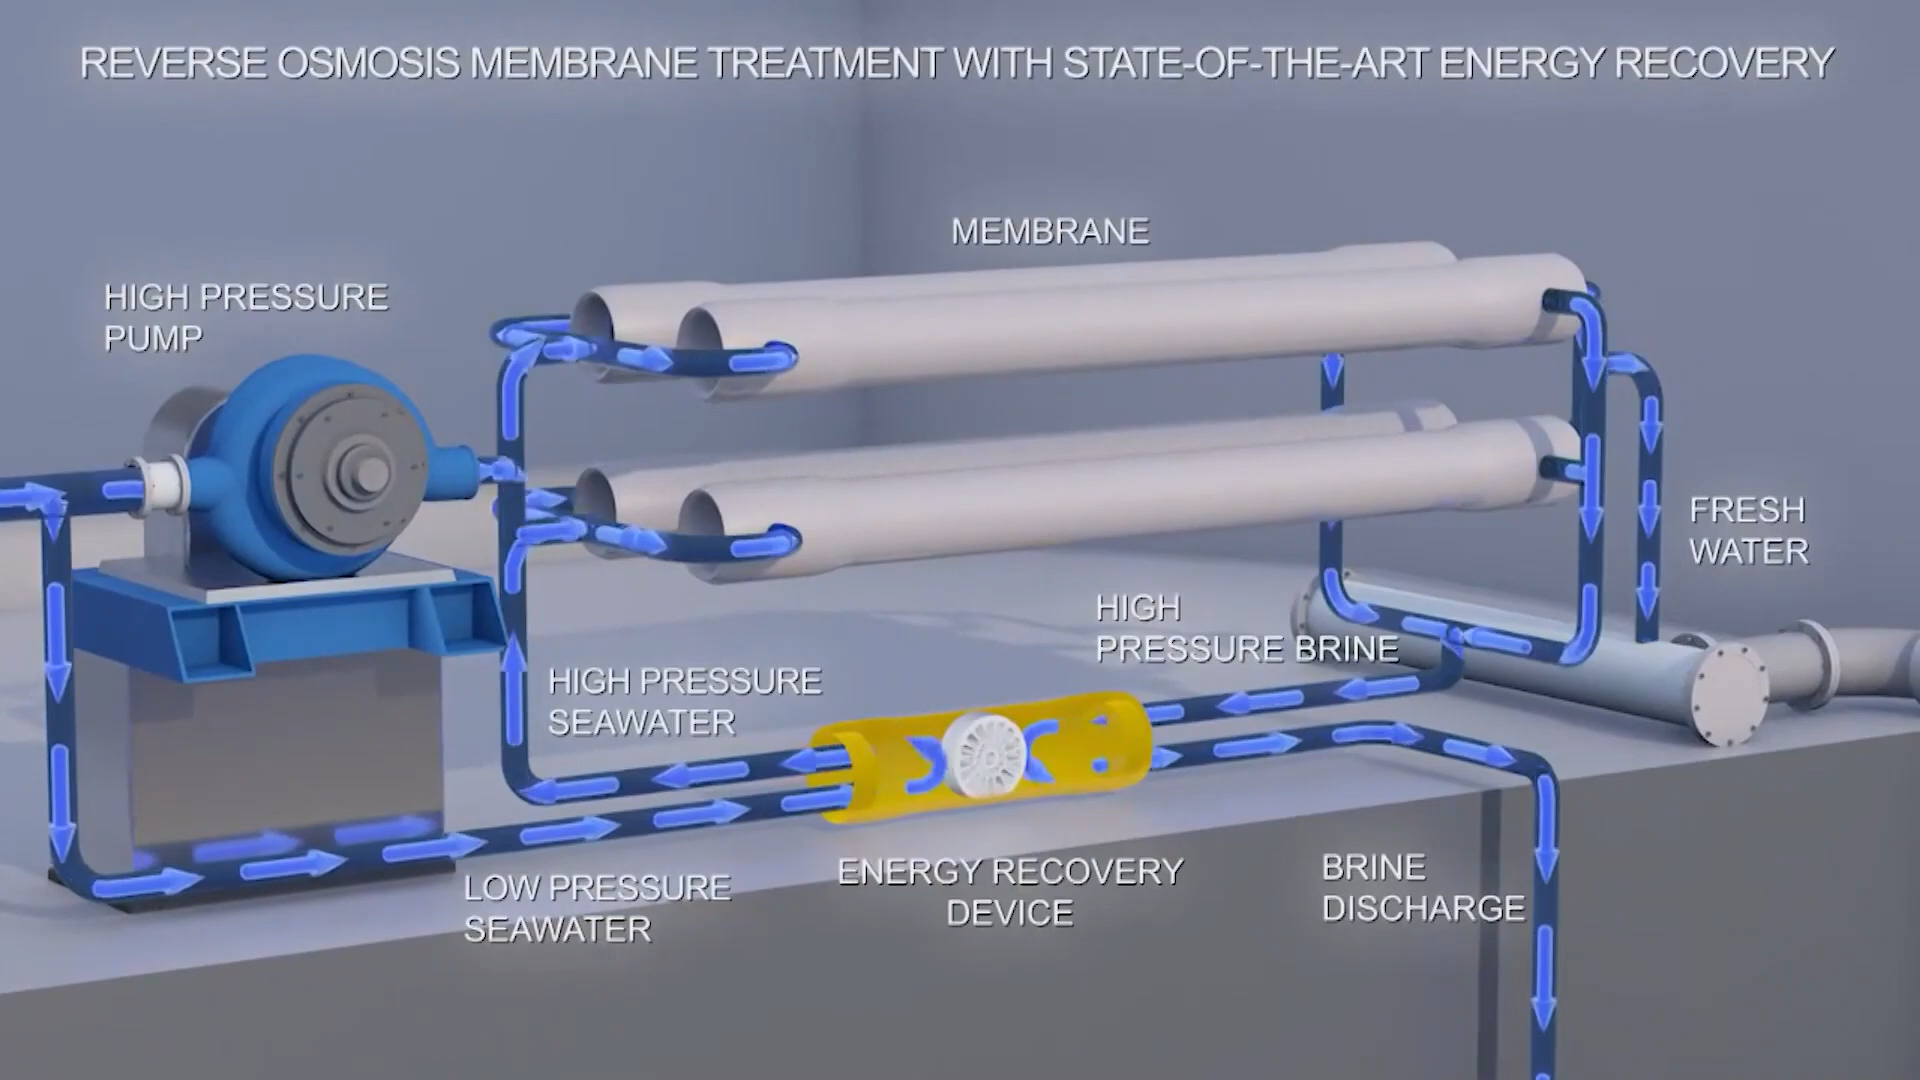 REVERSE OSMOSIS MEMBRANE TREATMENT WITH STATE-OF-THE-ART ENERGY RECOVERY
MEMBRANE
HIGH PRESSURE
PUMP
FRESH
WATER
HIGH
PRESSURE BRINE
HIGH PRESSURE
SEAWATER
ENERGY RECOVERY
DEVICE
BRINE
DISCHARGE
LOW PRESSURE
SEAWATER